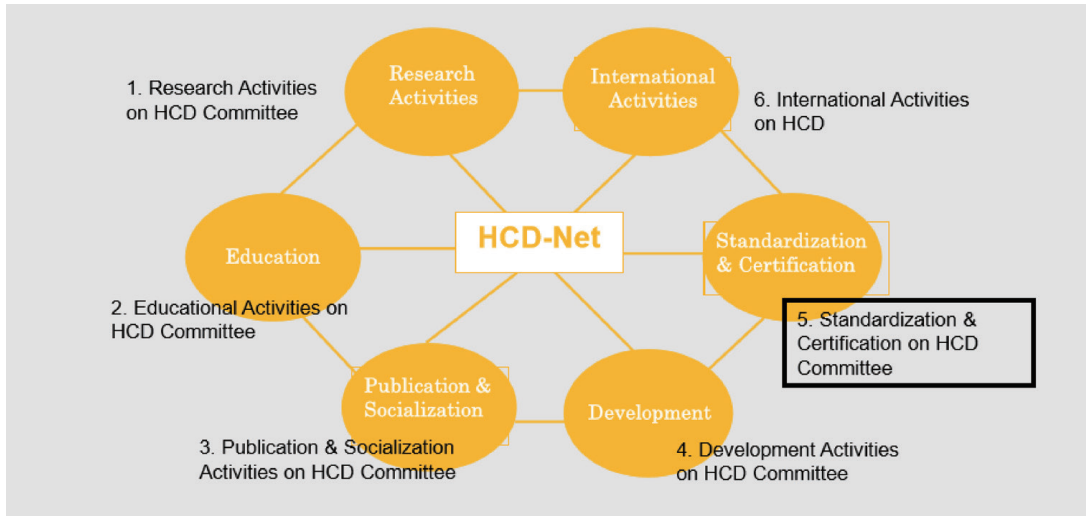 Research
Activities
International
Activities
1. Research Activities
on HCD Committee
6. International Activities
on HCD
HCD-Net
Education
Standardization
& Certification
2. Educational Activities on
HCD Committee
5. Standardization &
Certification on HCD
Committee
Publication &
Socialization
Development
3. Publication & Socialization
Activities on HCD Committee
4. Development Activities
on HCD Committee